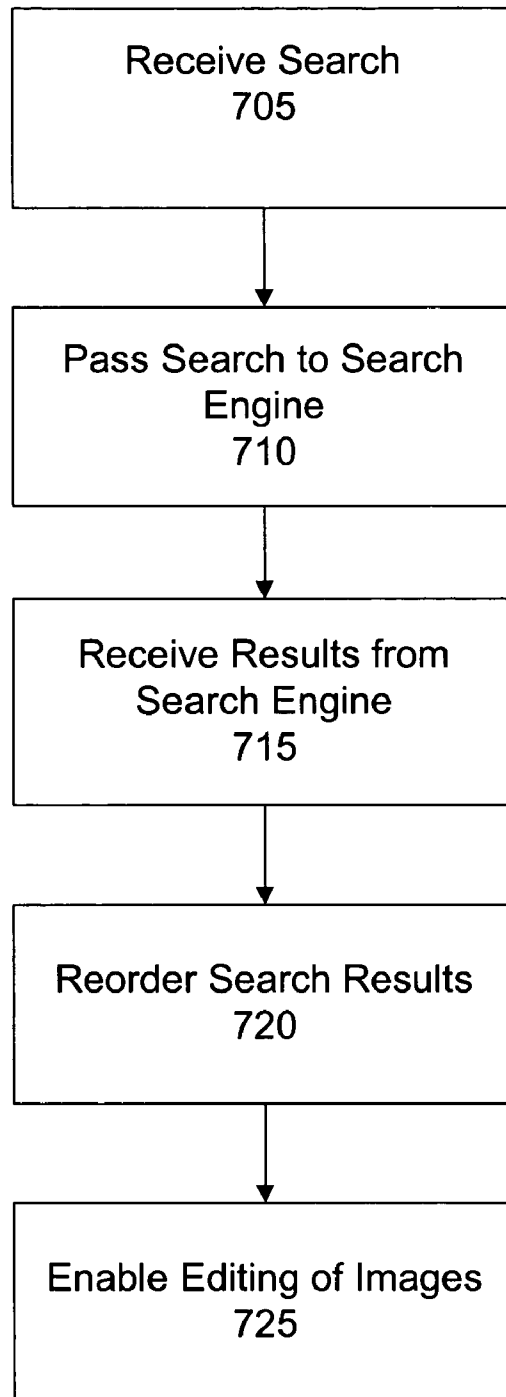 Receive Search
705
Pass Search to Search
Engine
710
Receive Results from
Search Engine
715
Reorder Search Results
720
Enable Editing of Images
725